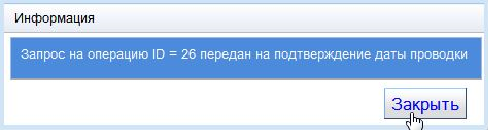 Информация
Запрос на операцию ID = 26 передан на подтверждение даты проводки
Закрыть